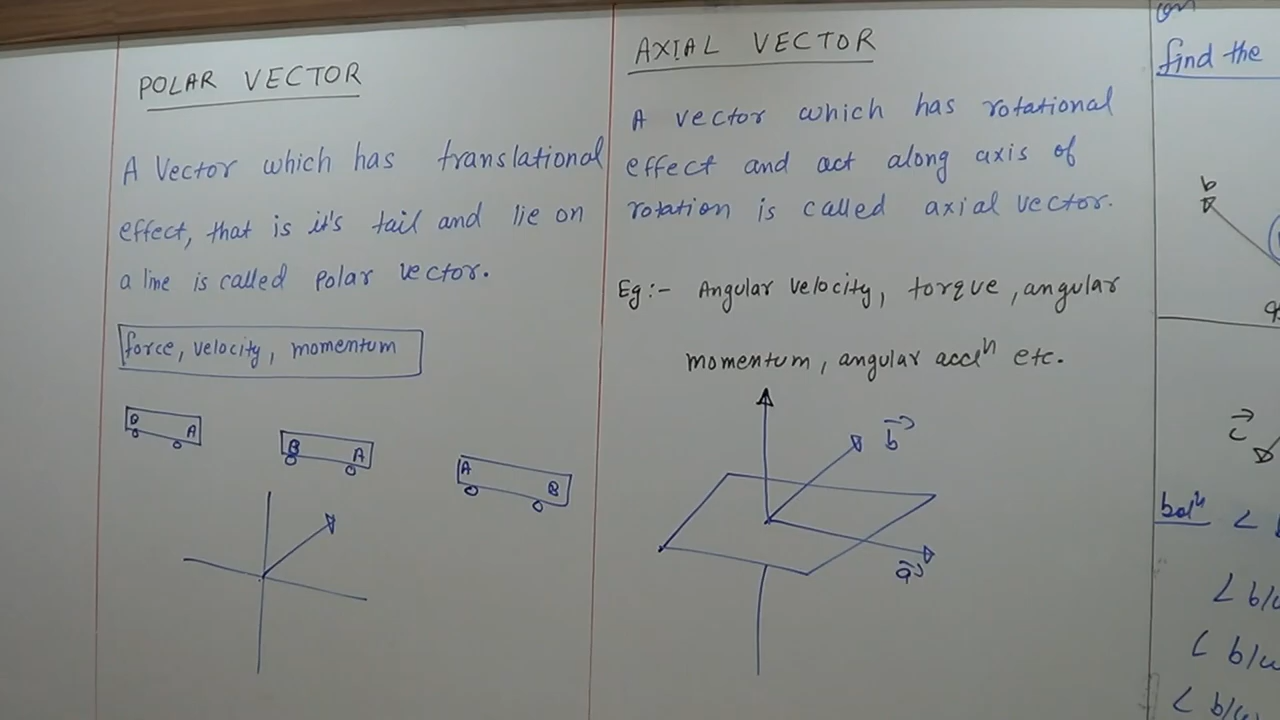 POLAR VECTOR
A Vector which has translational
effect, that is it's tail and lie on
a line is called polar vector.
force, velocity, momentum
B A
B A
A B
AXIAL VECTOR
A vector which has rotational
effect and act along axis of
rotation is called axial vector.
Eg:- Angular velocity, torque, angular
momentum, angular accⁿ etc.
b
a
find the
b
c